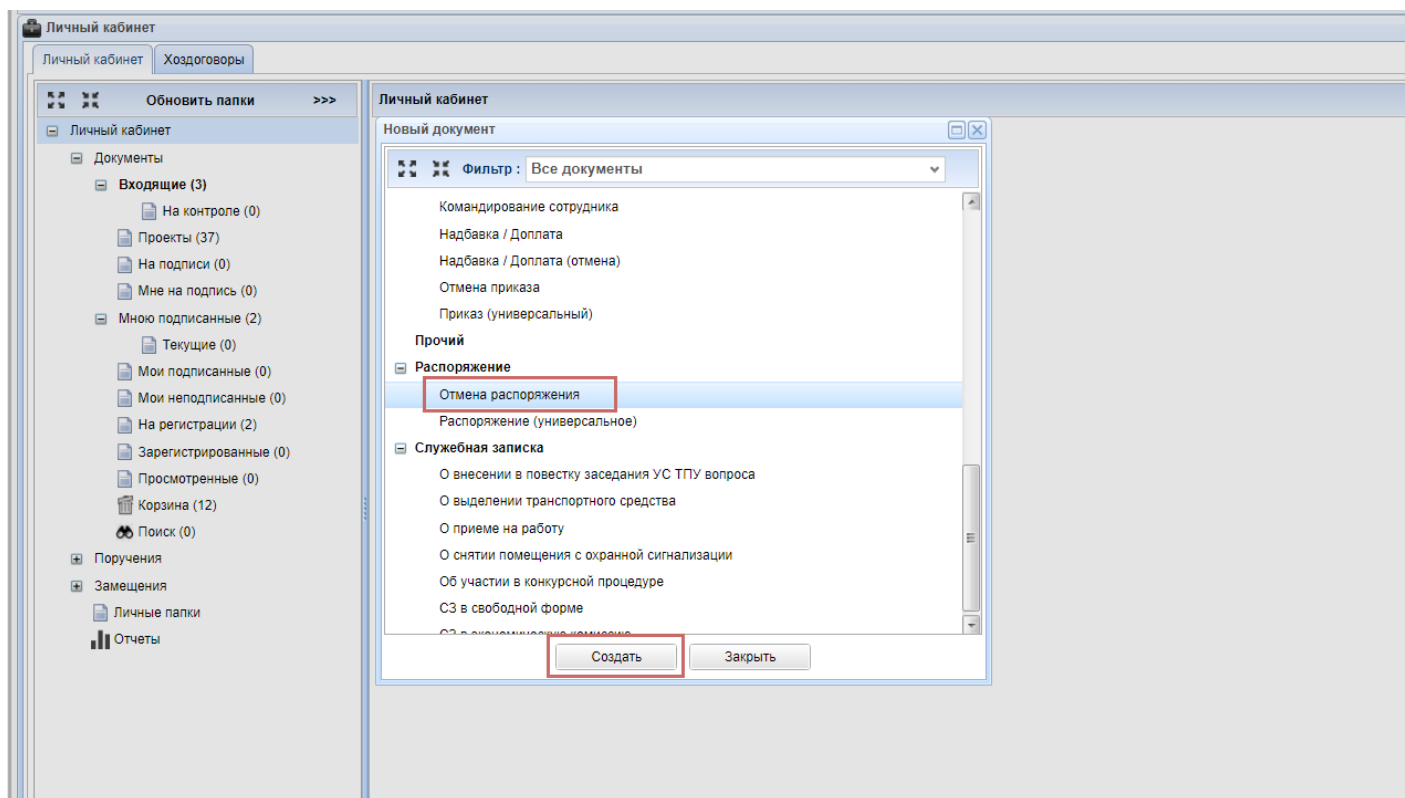 Личный кабинет
Личный кабинет Хоздоговоры
Обновить папки >>>
Личный кабинет
Документы
Входящие (3)
На контроле (0)
Проекты (37)
На подписи (0)
Мне на подпись (0)
Мною подписанные (2)
Текущие (0)
Мои подписанные (0)
Мои неподписанные (0)
На регистрации (2)
Зарегистрированные (0)
Просмотренные (0)
Корзина (12)
Поиск (0)
Поручения
Замещения
Личные папки
Отчеты
Личный кабинет
Новый документ
Фильтр : Все документы
Командирование сотрудника
Надбавка / Доплата
Надбавка / Доплата (отмена)
Отмена приказа
Приказ (универсальный)
Прочий
Распоряжение
Отмена распоряжения
Распоряжение (универсальное)
Служебная записка
О внесении в повестку заседания УС ТПУ вопроса
О выделении транспортного средства
О приеме на работу
О снятии помещения с охранной сигнализации
Об участии в конкурсной процедуре
СЗ в свободной форме
СЗ в экономическую комиссию
Создать Закрыть